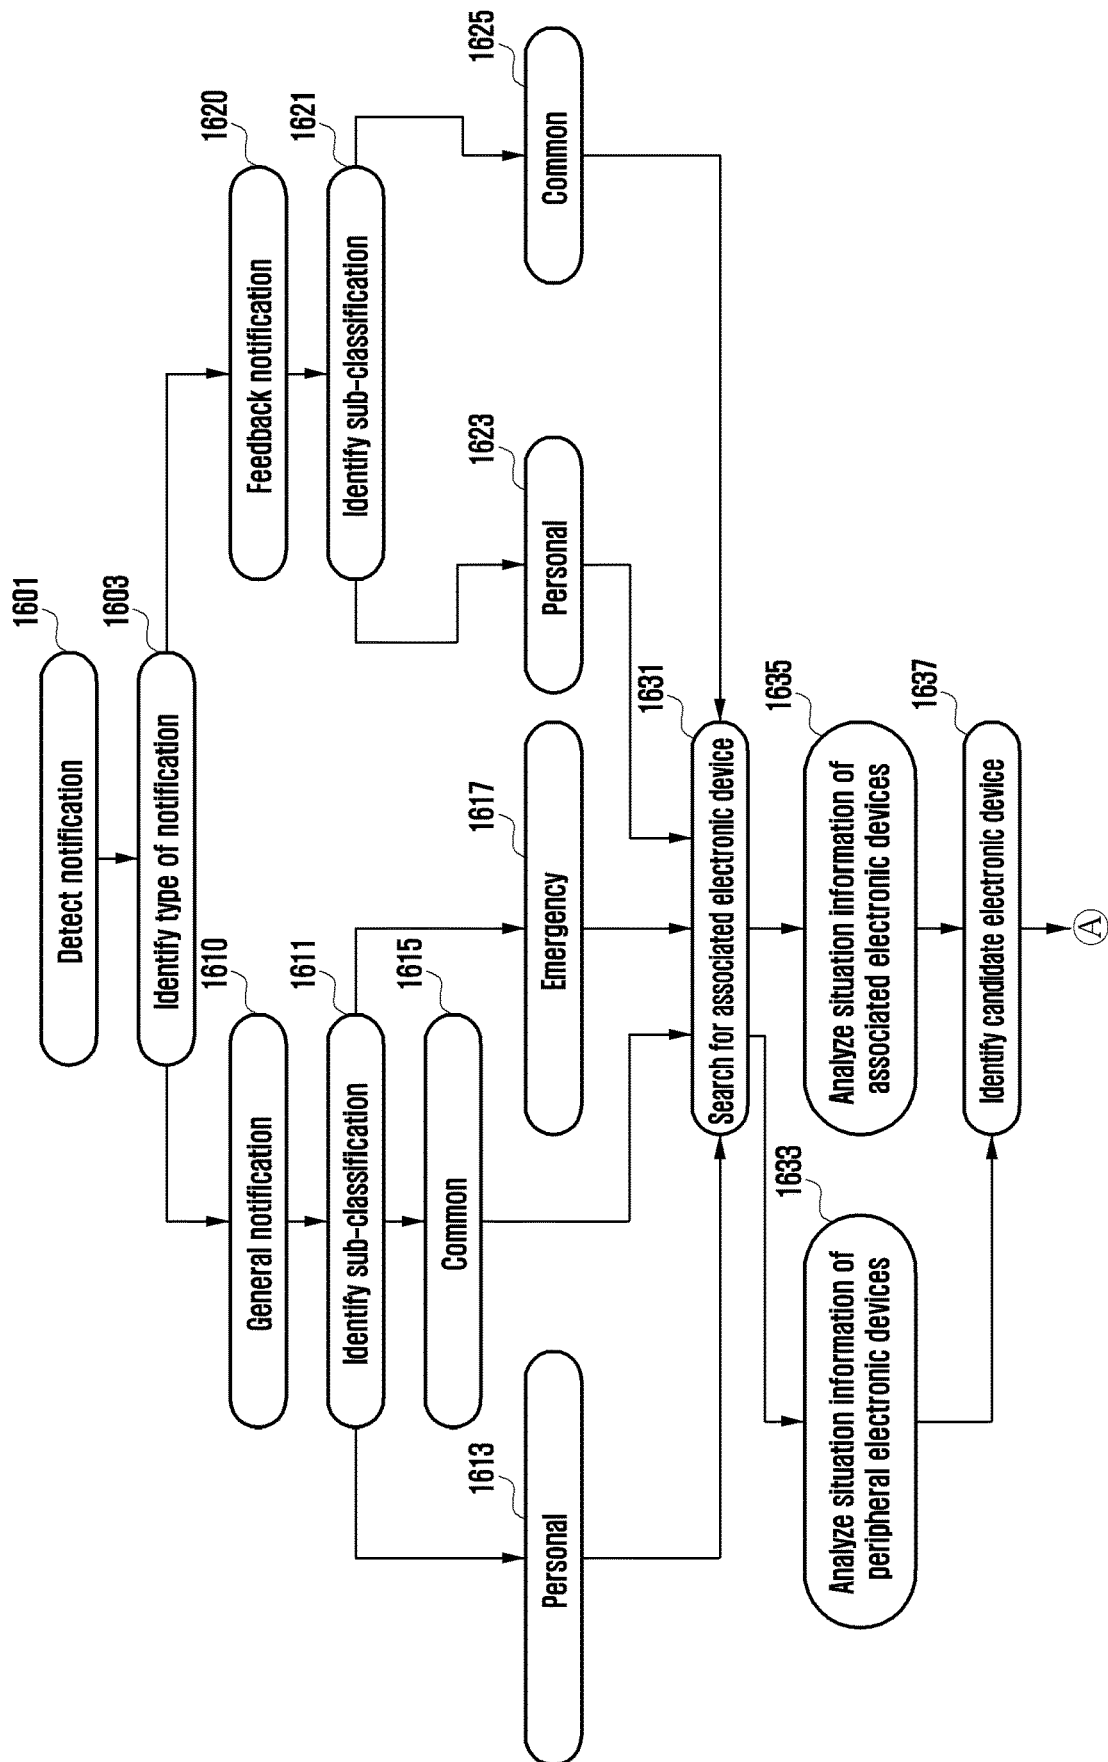 1601
Detect notification
1603
Identify type of notification
1610
General notification
1620
Feedback notification
1611
Identify sub-classification
1621
Identify sub-classification
1615
Common
1613
Personal
1617
Emergency
1623
Personal
1625
Common
1631
Search for associated electronic device
1633
Analyze situation information of
peripheral electronic devices
1635
Analyze situation information of
associated electronic devices
1637
Identify candidate electronic device
A